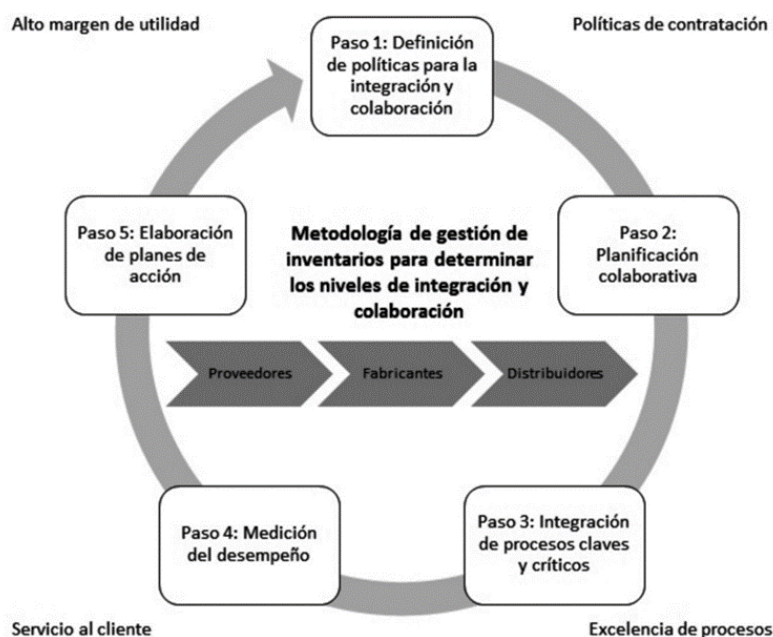 Alto margen de utilidad
Políticas de contratación
Paso 1: Definición
de políticas para la
integración y
colaboración
Paso 5: Elaboración
de planes de
acción
Metodología de gestión de
inventarios para determinar
los niveles de integración y
colaboración
Paso 2:
Planificación
colaborativa
Proveedores
Fabricantes
Distribuidores
Paso 4: Medición
del desempeño
Paso 3: Integración
de procesos claves
y críticos
Servicio al cliente
Excelencia de procesos